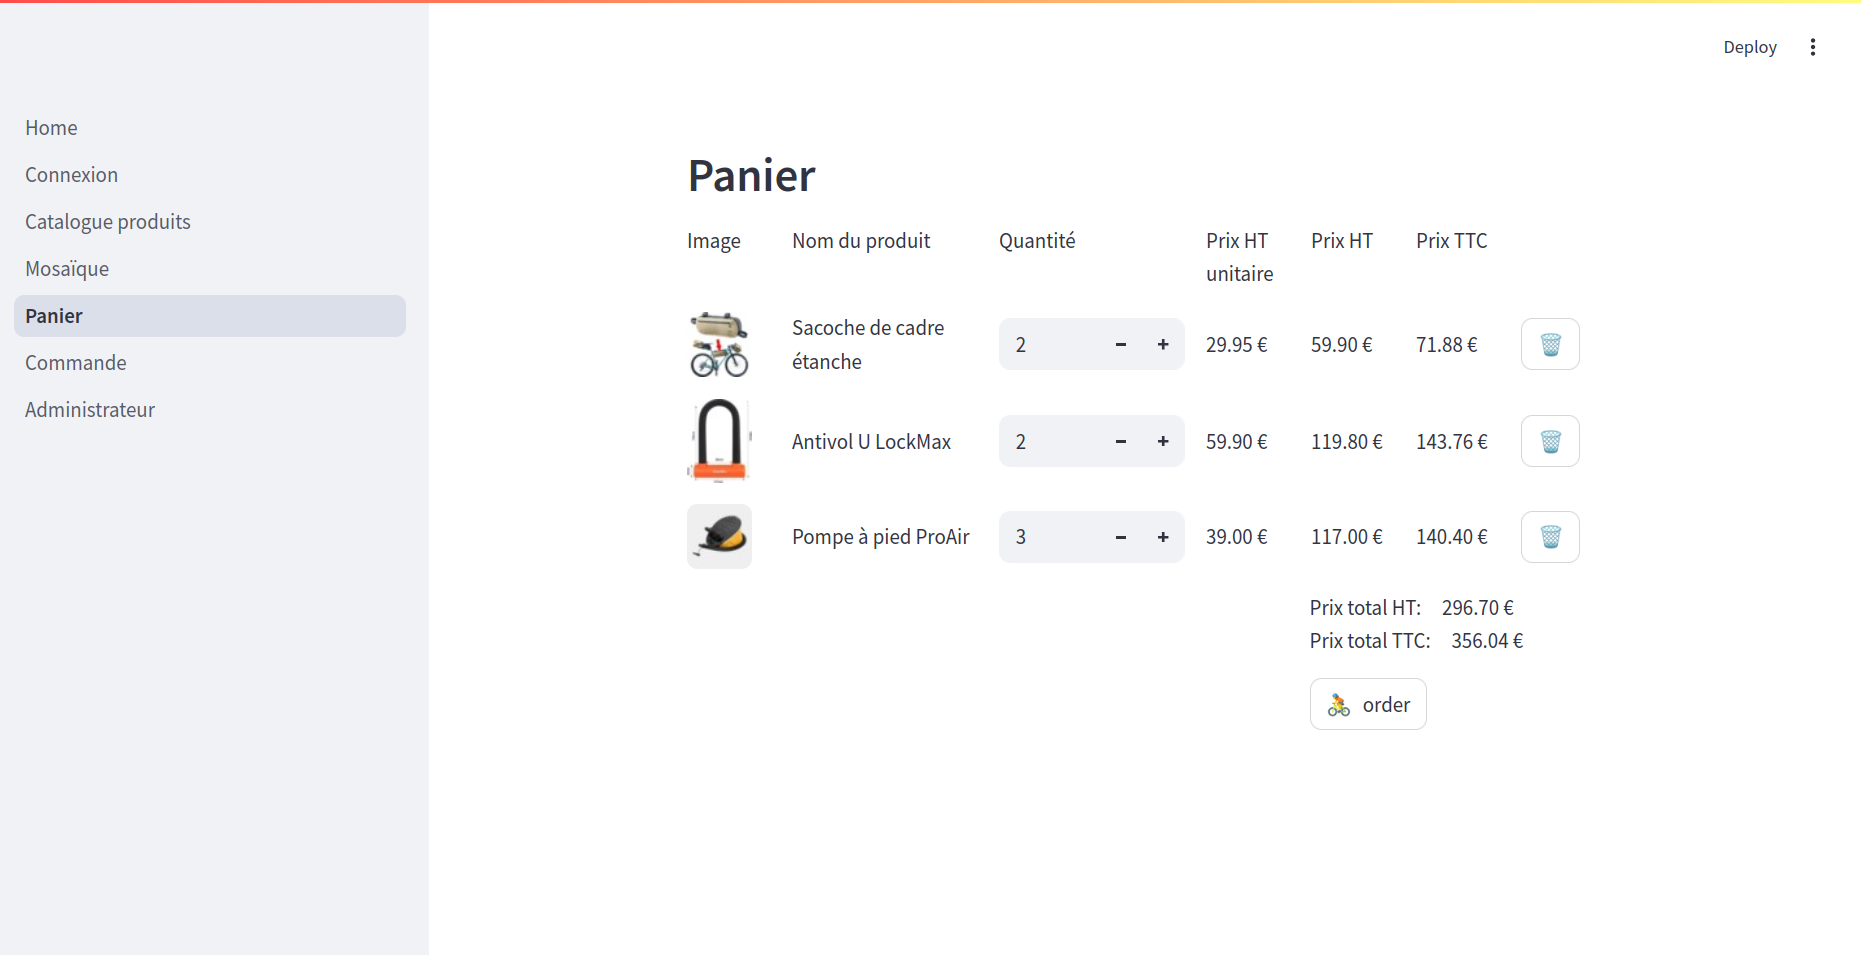 Deploy
Home
Connexion
Catalogue produits
Mosaïque
Panier
Commande
Administrateur
Panier
Image Nom du produit Quantité Prix HT Prix HT Prix TTC
unitaire
Sacoche de cadre
étanche
2 − + 29.95 € 59.90 € 71.88 €
Antivol U LockMax 2 − + 59.90 € 119.80 € 143.76 €
Pompe à pied ProAir 3 − + 39.00 € 117.00 € 140.40 €
Prix total HT: 296.70 €
Prix total TTC: 356.04 €
order